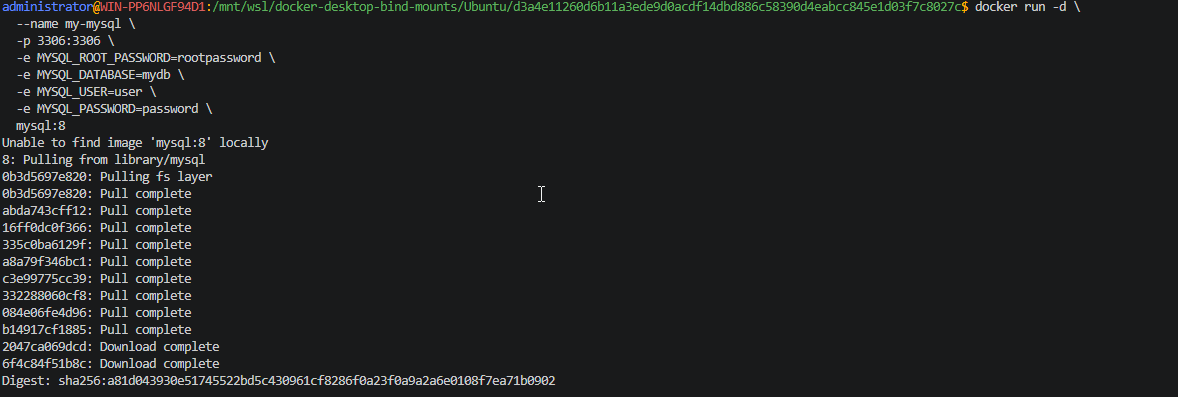 administrator@WIN-PP6NLGF94D1:/mnt/wsl/docker-desktop-bind-mounts/Ubuntu/d3a4e11260d6b11a3ede9d0acdf14dbd886c58390d4eabcc845e1d03f7c8027c$ docker run -d \
  --name my-mysql \
  -p 3306:3306 \
  -e MYSQL_ROOT_PASSWORD=rootpassword \
  -e MYSQL_DATABASE=mydb \
  -e MYSQL_USER=user \
  -e MYSQL_PASSWORD=password \
  mysql:8
Unable to find image 'mysql:8' locally
8: Pulling from library/mysql
0b3d5697e820: Pulling fs layer
0b3d5697e820: Pull complete
abda743cff12: Pull complete
16ff0dc0f366: Pull complete
335c0ba6129f: Pull complete
a8a79f346bc1: Pull complete
c3e99775cc39: Pull complete
332288060cf8: Pull complete
084e06fe4d96: Pull complete
b14917cf1885: Pull complete
2047ca069dcd: Download complete
6f4c84f51b8c: Download complete
Digest: sha256:a81d043930e51745522bd5c430961cf8286f0a23f0a9a2a6e0108f7ea71b0902